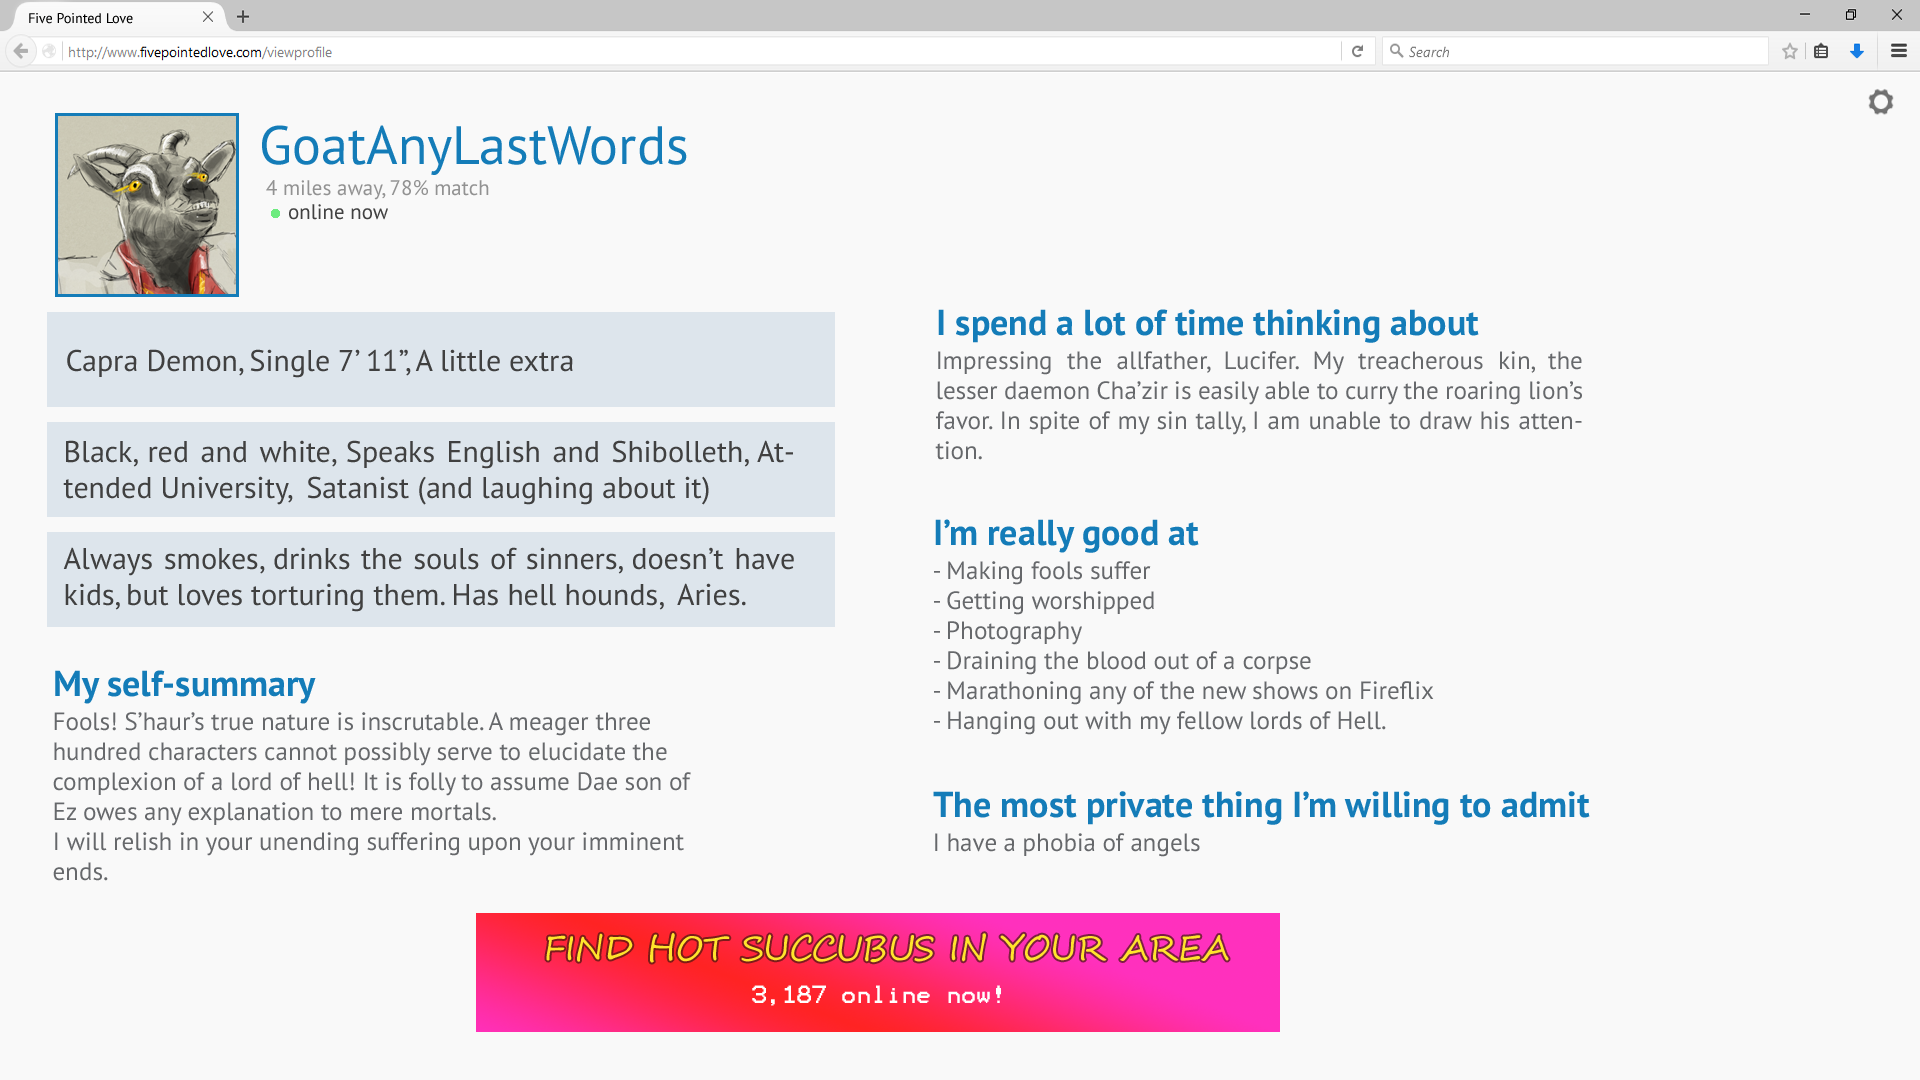 Five Pointed Love
http://www.fivepointedlove.com/viewprofile
Search
GoatAnyLastWords
4 miles away, 78% match
online now
Capra Demon, Single 7’ 11”, A little extra
Black, red and white, Speaks English and Shibolleth, At-
tended University,  Satanist (and laughing about it)
Always smokes, drinks the souls of sinners, doesn’t have
kids, but loves torturing them. Has hell hounds,  Aries.
My self-summary
Fools! S’haur’s true nature is inscrutable. A meager three
hundred characters cannot possibly serve to elucidate the
complexion of a lord of hell! It is folly to assume Dae son of
Ez owes any explanation to mere mortals.
I will relish in your unending suffering upon your imminent
ends.
I spend a lot of time thinking about
Impressing the allfather, Lucifer. My treacherous kin, the
lesser daemon Cha’zir is easily able to curry the roaring lion’s
favor. In spite of my sin tally, I am unable to draw his atten-
tion.
I’m really good at
- Making fools suffer
- Getting worshipped
- Photography
- Draining the blood out of a corpse
- Marathoning any of the new shows on Fireflix
- Hanging out with my fellow lords of Hell.
The most private thing I’m willing to admit
I have a phobia of angels
FIND HOT SUCCUBUS IN YOUR AREA
3,187 online now!